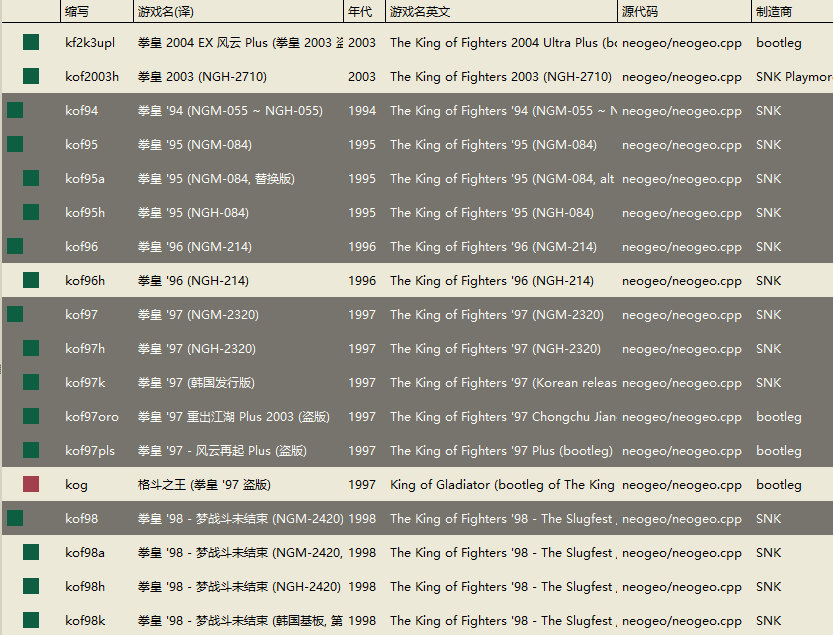 缩写 游戏名(译) 年代 游戏名英文 源代码 制造商
kf2k3upl 拳皇 2004 EX 风云 Plus (拳皇 2003 盗 2003 The King of Fighters 2004 Ultra Plus (bo neogeo/neogeo.cpp bootleg
kof2003h 拳皇 2003 (NGH-2710) 2003 The King of Fighters 2003 (NGH-2710) neogeo/neogeo.cpp SNK Playmor
kof94 拳皇 '94 (NGM-055 ~ NGH-055) 1994 The King of Fighters '94 (NGM-055 ~ N neogeo/neogeo.cpp SNK
kof95 拳皇 '95 (NGM-084) 1995 The King of Fighters '95 (NGM-084) neogeo/neogeo.cpp SNK
kof95a 拳皇 '95 (NGM-084, 替换版) 1995 The King of Fighters '95 (NGM-084, alt neogeo/neogeo.cpp SNK
kof95h 拳皇 '95 (NGH-084) 1995 The King of Fighters '95 (NGH-084) neogeo/neogeo.cpp SNK
kof96 拳皇 '96 (NGM-214) 1996 The King of Fighters '96 (NGM-214) neogeo/neogeo.cpp SNK
kof96h 拳皇 '96 (NGH-214) 1996 The King of Fighters '96 (NGH-214) neogeo/neogeo.cpp SNK
kof97 拳皇 '97 (NGM-2320) 1997 The King of Fighters '97 (NGM-2320) neogeo/neogeo.cpp SNK
kof97h 拳皇 '97 (NGH-2320) 1997 The King of Fighters '97 (NGH-2320) neogeo/neogeo.cpp SNK
kof97k 拳皇 '97 (韩国发行版) 1997 The King of Fighters '97 (Korean releas neogeo/neogeo.cpp SNK
kof97oro 拳皇 '97 重出江湖 Plus 2003 (盗版) 1997 The King of Fighters '97 Chongchu Jian neogeo/neogeo.cpp bootleg
kof97pls 拳皇 '97 - 风云再起 Plus (盗版) 1997 The King of Fighters '97 Plus (bootleg) neogeo/neogeo.cpp bootleg
kog 格斗之王 (拳皇 '97 盗版) 1997 King of Gladiator (bootleg of The King neogeo/neogeo.cpp bootleg
kof98 拳皇 '98 - 梦战斗未结束 (NGM-2420) 1998 The King of Fighters '98 - The Slugfest neogeo/neogeo.cpp SNK
kof98a 拳皇 '98 - 梦战斗未结束 (NGM-2420, 1998 The King of Fighters '98 - The Slugfest neogeo/neogeo.cpp SNK
kof98h 拳皇 '98 - 梦战斗未结束 (NGH-2420) 1998 The King of Fighters '98 - The Slugfest neogeo/neogeo.cpp SNK
kof98k 拳皇 '98 - 梦战斗未结束 (韩国基板, 第 1998 The King of Fighters '98 - The Slugfest neogeo/neogeo.cpp SNK